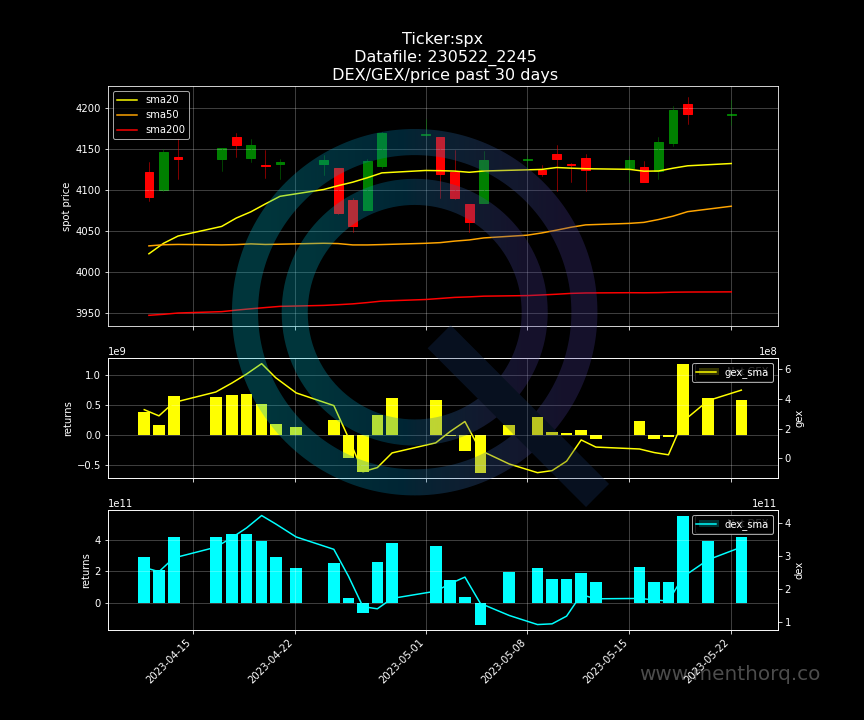 Ticker:spx
Datafile: 230522_2245
DEX/GEX/price past 30 days
sma20
sma50
sma200
4200
4150
4100
4050
4000
3950
spot price
1e9
1e8
gex_sma
1.0
0.5
0.0
−0.5
returns
6
4
2
0
gex
1e11
1e11
dex_sma
4
2
0
returns
4
3
2
1
dex
2023-04-15
2023-04-22
2023-05-01
2023-05-08
2023-05-15
2023-05-22
www.menthorq.co